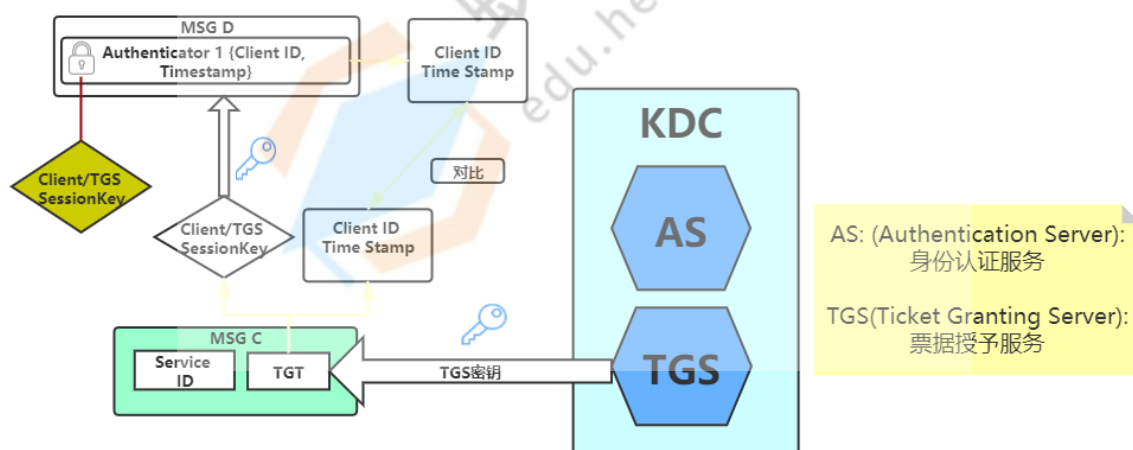 MSG D
Authenticator 1 {Client ID,
Timestamp}
Client ID
Time Stamp
edu.he
KDC
Client/TGS
SessionKey
对比
Client/TGS
SessionKey
Client ID
Time Stamp
AS
AS: (Authentication Server):
身份认证服务
TGS(Ticket Granting Server):
票据授予服务
MSG C
Service
ID
TGT
TGS密钥
TGS